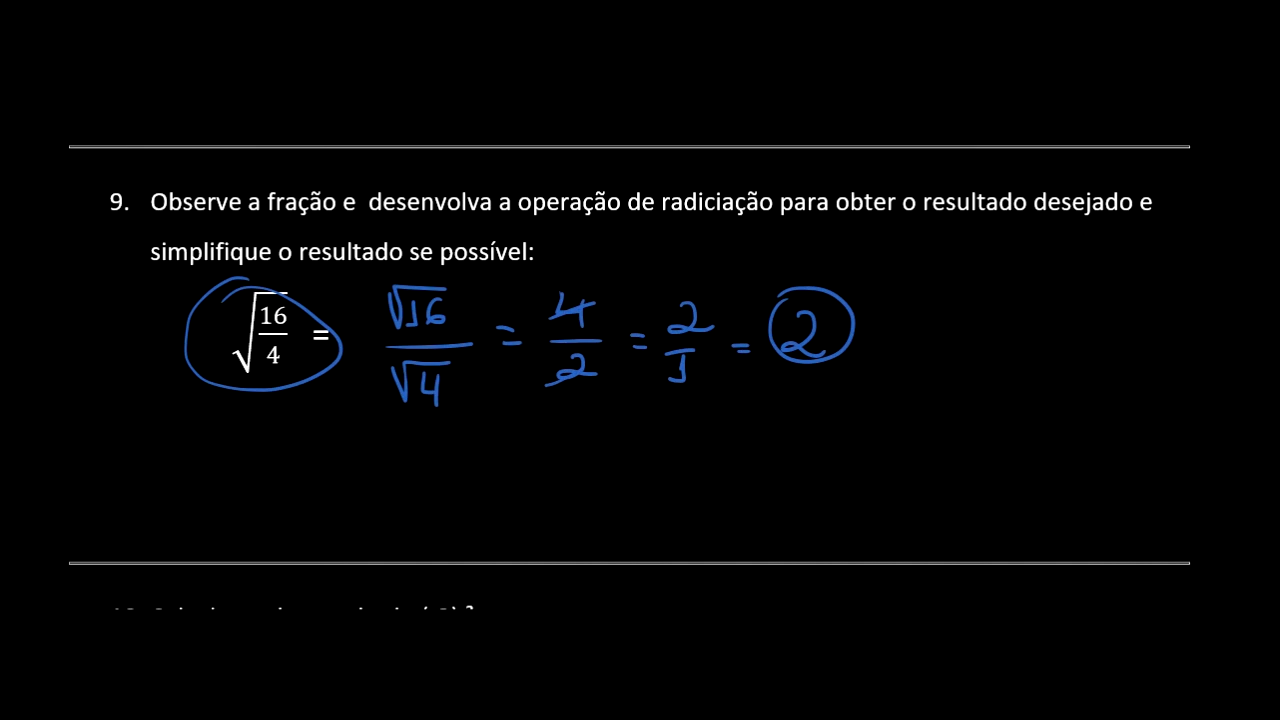 9. Observe a fração e desenvolva a operação de radiciação para obter o resultado desejado e
simplifique o resultado se possível:
√(16/4) = √16/√4 = 4/2 = 2/1 = 2